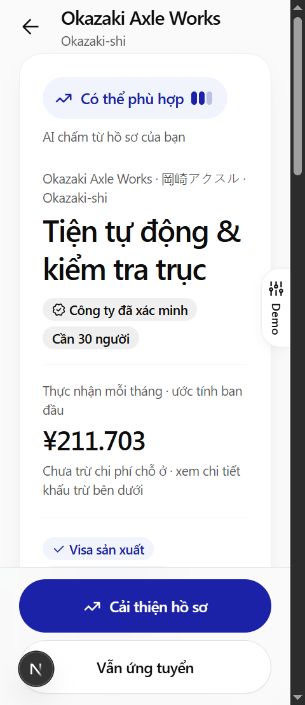 Okazaki Axle Works
Okazaki-shi
Có thể phù hợp
AI chấm từ hồ sơ của bạn
Okazaki Axle Works · 岡崎アクスル ·
Okazaki-shi
Tiện tự động &
kiểm tra trục
Công ty đã xác minh
Cần 30 người
Demo
Thực nhận mỗi tháng · ước tính ban
đầu
¥211.703
Chưa trừ chi phí chỗ ở · xem chi tiết
khấu trừ bên dưới
Visa sản xuất
Cải thiện hồ sơ
N
Vẫn ứng tuyển